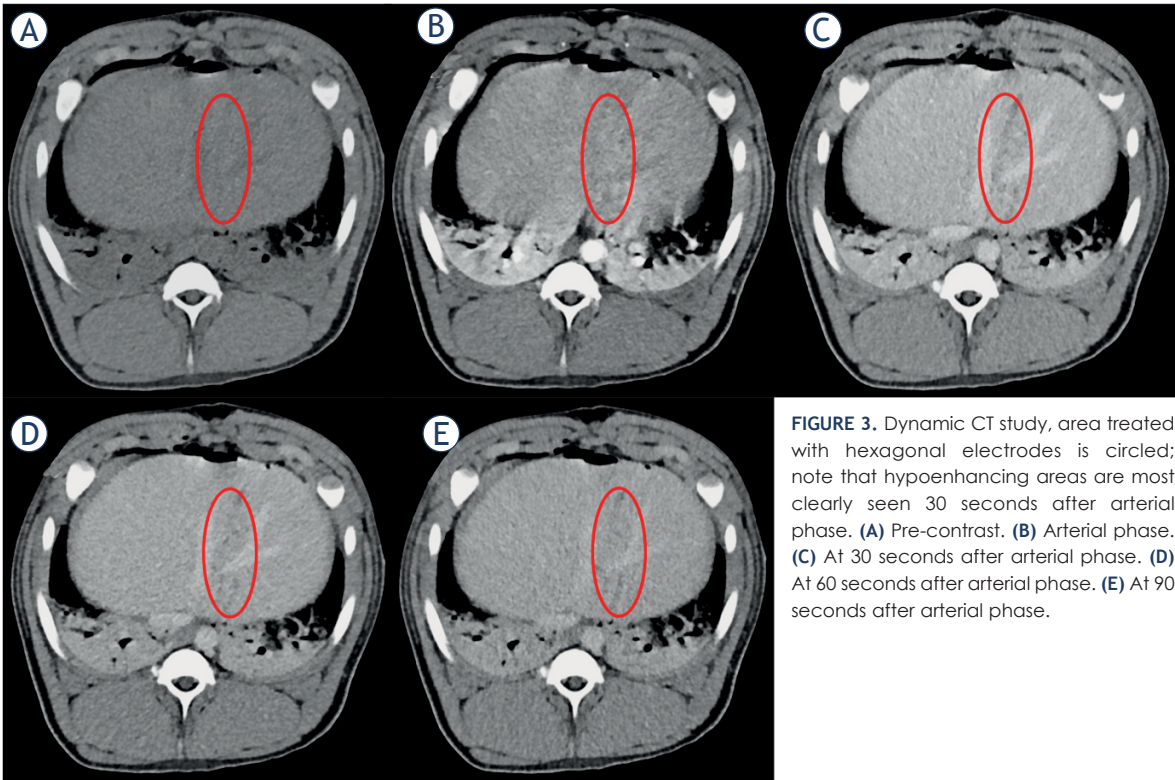 A
B
C
D
E
FIGURE 3. Dynamic CT study, area treated
with hexagonal electrodes is circled;
note that hypoenhancing areas are most
clearly seen 30 seconds after arterial
phase. (A) Pre-contrast. (B) Arterial phase.
(C) At 30 seconds after arterial phase. (D)
At 60 seconds after arterial phase. (E) At 90
seconds after arterial phase.